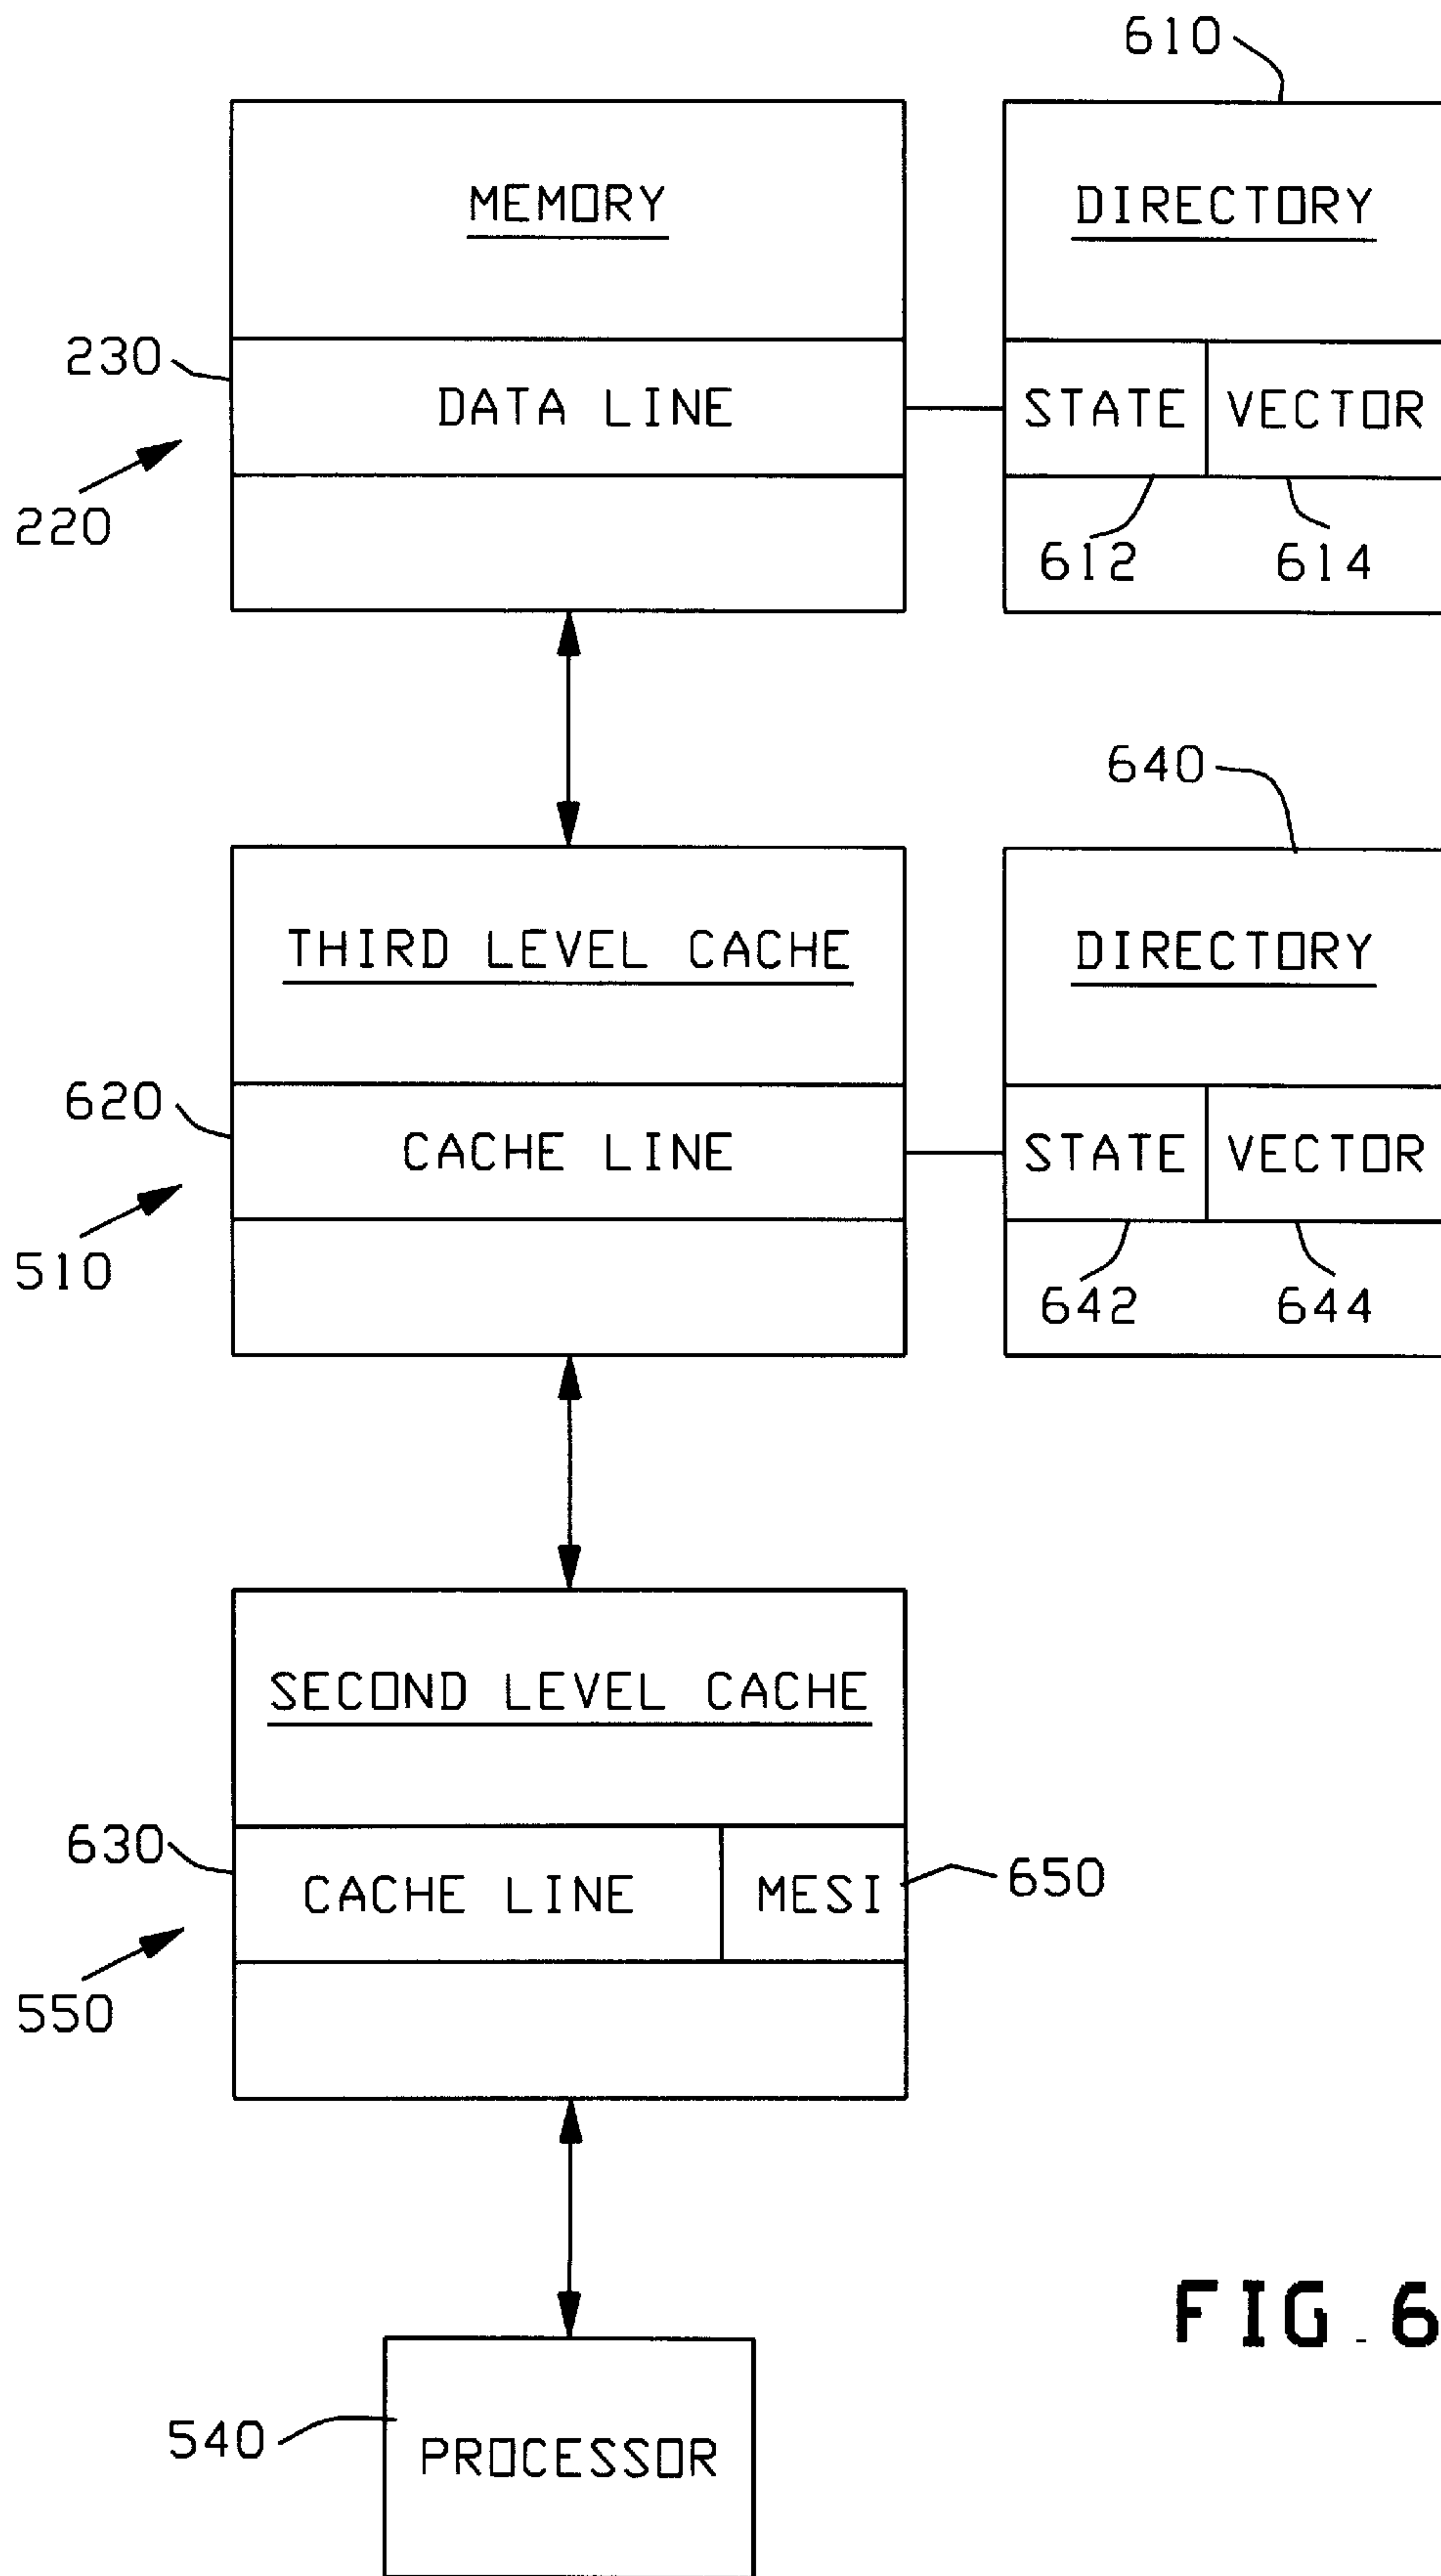 610
MEMORY
DIRECTORY
230
DATA LINE
STATE
VECTOR
220
612
614
640
THIRD LEVEL CACHE
DIRECTORY
620
CACHE LINE
STATE
VECTOR
510
642
644
SECOND LEVEL CACHE
630
CACHE LINE
MESI
650
550
FIG. 6
540
PROCESSOR